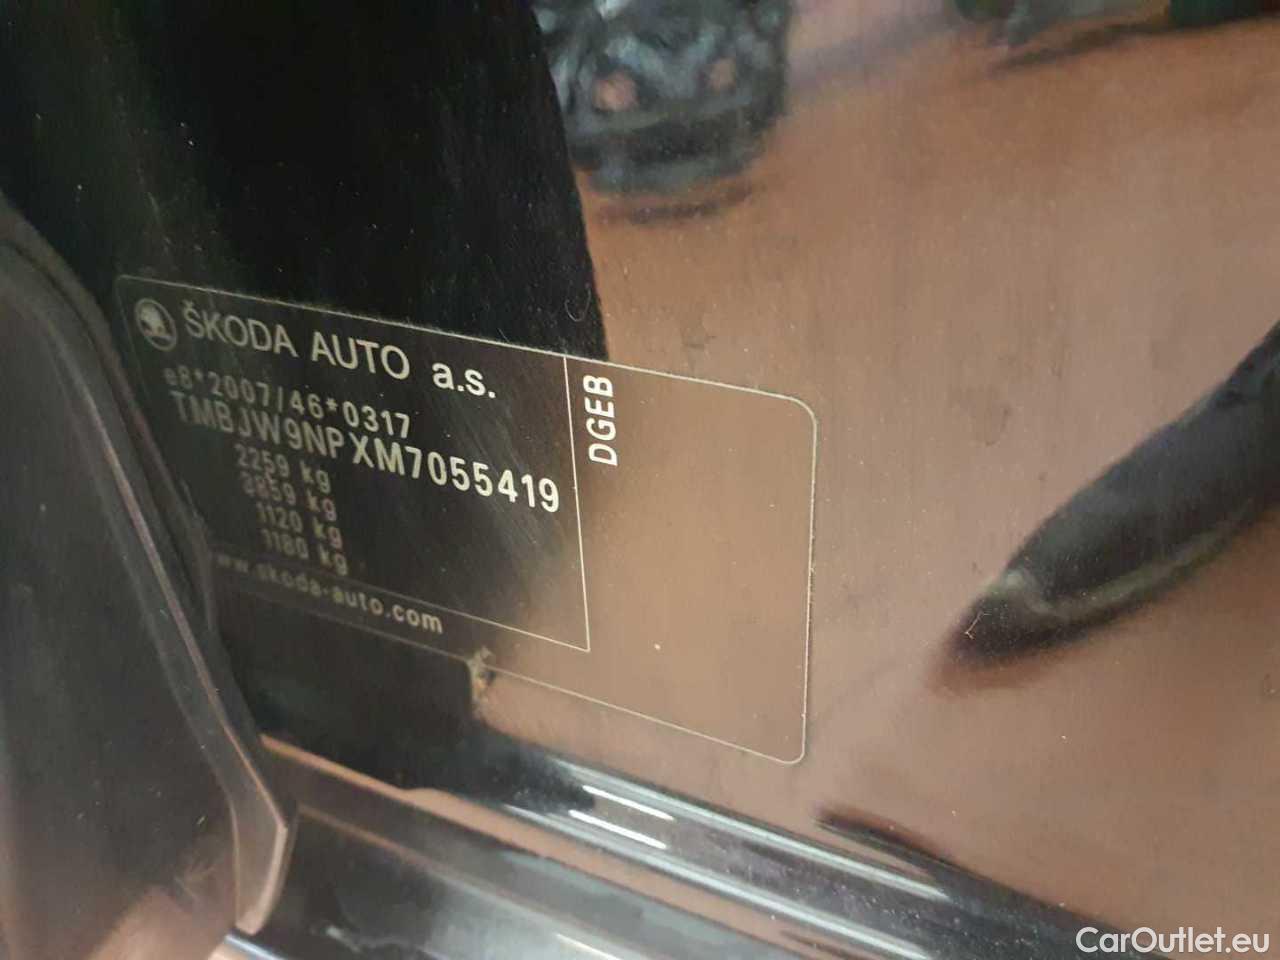 ŠKODA AUTO a.s.
e8*2007/46*0317
TMBJW9NPXM7055419
2259 kg
3859 kg
1120 kg
1180 kg
www.skoda-auto.com
DGEB
CarOutlet.eu